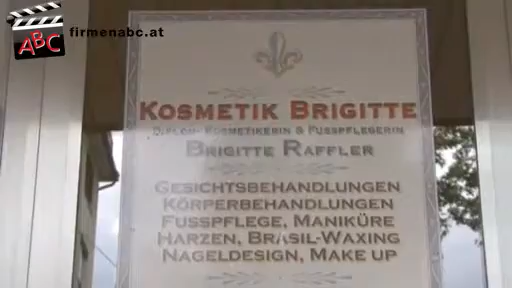 ABC
firmenabc.at
KOSMETIK BRIGITTE
DIPLOM-KOSMETIKERIN & FUSSPFLEGERIN
BRIGITTE RAFFLER
GESICHTSBEHANDLUNGEN
KÖRPERBEHANDLUNGEN
FUSSPFLEGE, MANIKÜRE
HARZEN, BRASIL-WAXING
NAGELDESIGN, MAKE UP